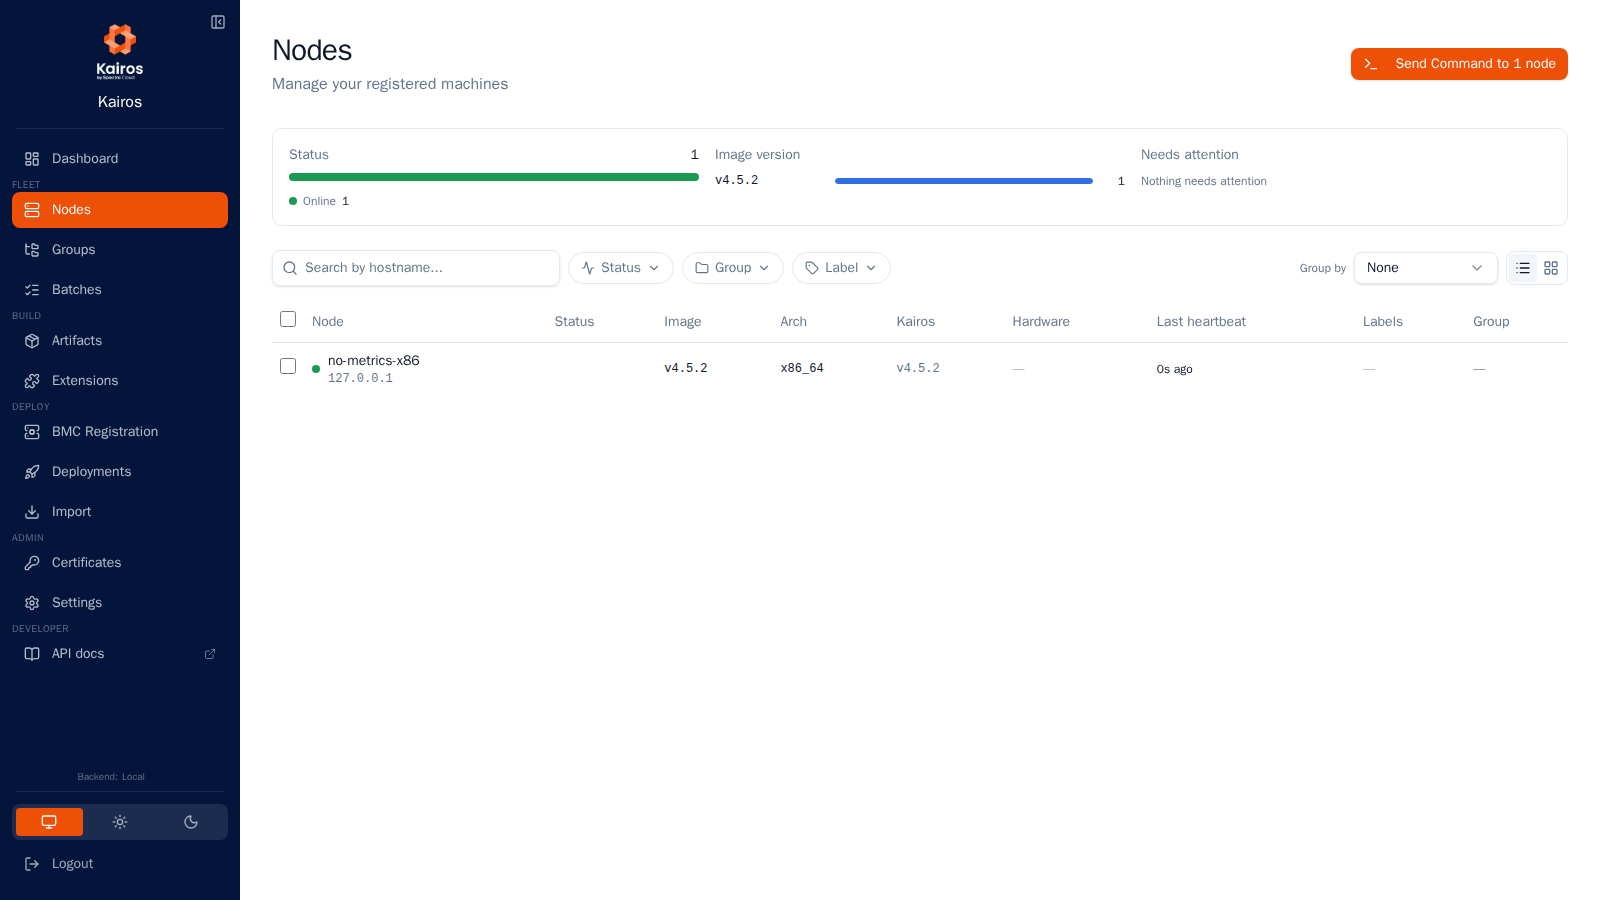 Kairos
by Spectro Cloud
Kairos
Dashboard
FLEET
Nodes
Groups
Batches
BUILD
Artifacts
Extensions
DEPLOY
BMC Registration
Deployments
Import
ADMIN
Certificates
Settings
DEVELOPER
API docs
Backend: Local
Logout
Nodes
Manage your registered machines
Send Command to 1 node
Status 1
Online 1
Image version
v4.5.2 1
Needs attention
Nothing needs attention
Search by hostname...
Status
Group
Label
Group by
None
Node Status Image Arch Kairos Hardware Last heartbeat Labels Group
no-metrics-x86 v4.5.2 x86_64 v4.5.2 — 0s ago — —
127.0.0.1